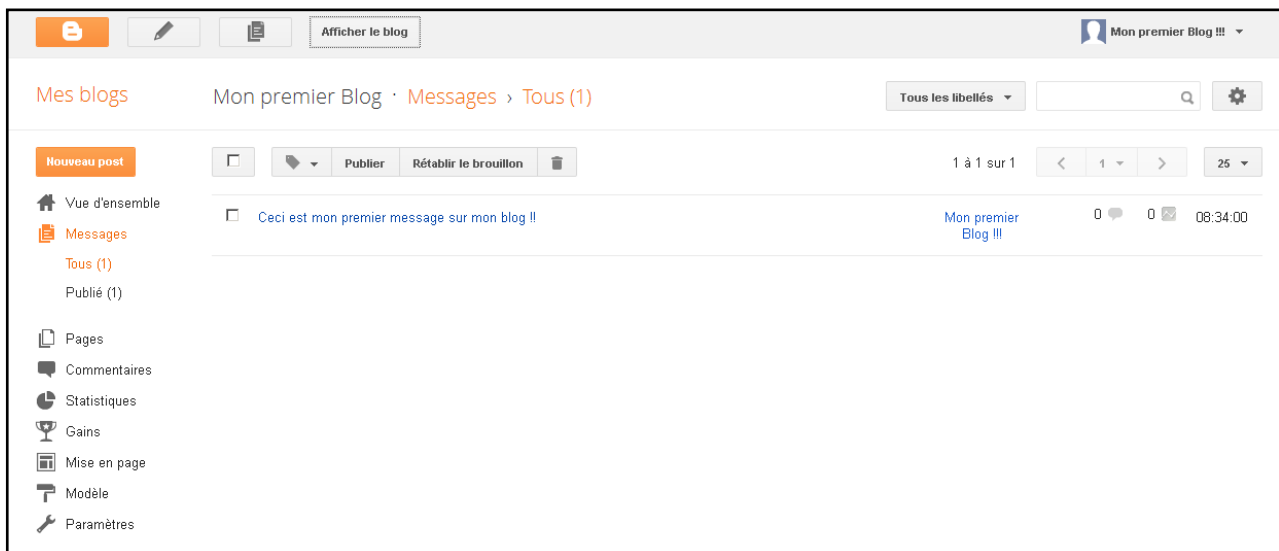 Afficher le blog
Mon premier Blog !!!
Mes blogs
Mon premier Blog · Messages › Tous (1)
Tous les libellés
Nouveau post
Publier
Rétablir le brouillon
1 à 1 sur 1
1
25
Vue d'ensemble
Ceci est mon premier message sur mon blog !!
Mon premier
Blog !!!
0
0
08:34:00
Messages
Tous (1)
Publié (1)
Pages
Commentaires
Statistiques
Gains
Mise en page
Modèle
Paramètres